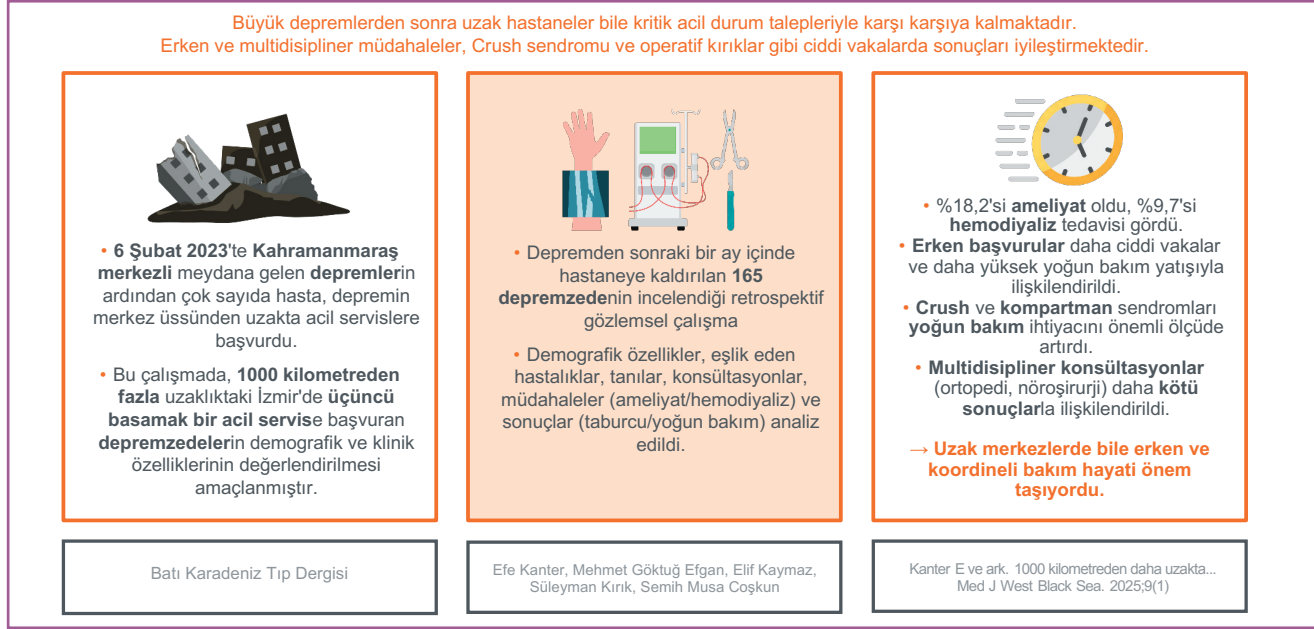 Büyük depremlerden sonra uzak hastaneler bile kritik acil durum talepleriyle karşı karşıya kalmaktadır.
Erken ve multidisipliner müdahaleler, Crush sendromu ve operatif kırıklar gibi ciddi vakalarda sonuçları iyileştirmektedir.
• 6 Şubat 2023'te Kahramanmaraş
merkezli meydana gelen depremlerin
ardından çok sayıda hasta, depremin
merkez üssünden uzakta acil servislere
başvurdu.
• Bu çalışmada, 1000 kilometreden
fazla uzaklıktaki İzmir'de üçüncü
basamak bir acil servise başvuran
depremzedelerin demografik ve klinik
özelliklerinin değerlendirilmesi
amaçlanmıştır.
• Depremden sonraki bir ay içinde
hastaneye kaldırılan 165
depremzedenin incelendiği retrospektif
gözlemsel çalışma
• Demografik özellikler, eşlik eden
hastalıklar, tanılar, konsültasyonlar,
müdahaleler (ameliyat/hemodiyaliz) ve
sonuçlar (taburcu/yoğun bakım) analiz
edildi.
• %18,2'si ameliyat oldu, %9,7'si
hemodiyaliz tedavisi gördü.
• Erken başvurular daha ciddi vakalar
ve daha yüksek yoğun bakım yatışıyla
ilişkilendirildi.
• Crush ve kompartman sendromları
yoğun bakım ihtiyacını önemli ölçüde
artırdı.
• Multidisipliner konsültasyonlar
(ortopedi, nöroşirurji) daha kötü
sonuçlarla ilişkilendirildi.
→ Uzak merkezlerde bile erken ve
koordineli bakım hayati önem
taşıyordu.
Batı Karadeniz Tıp Dergisi
Efe Kanter, Mehmet Göktuğ Efgan, Elif Kaymaz,
Süleyman Kırık, Semih Musa Coşkun
Kanter E ve ark. 1000 kilometreden daha uzakta...
Med J West Black Sea. 2025;9(1)